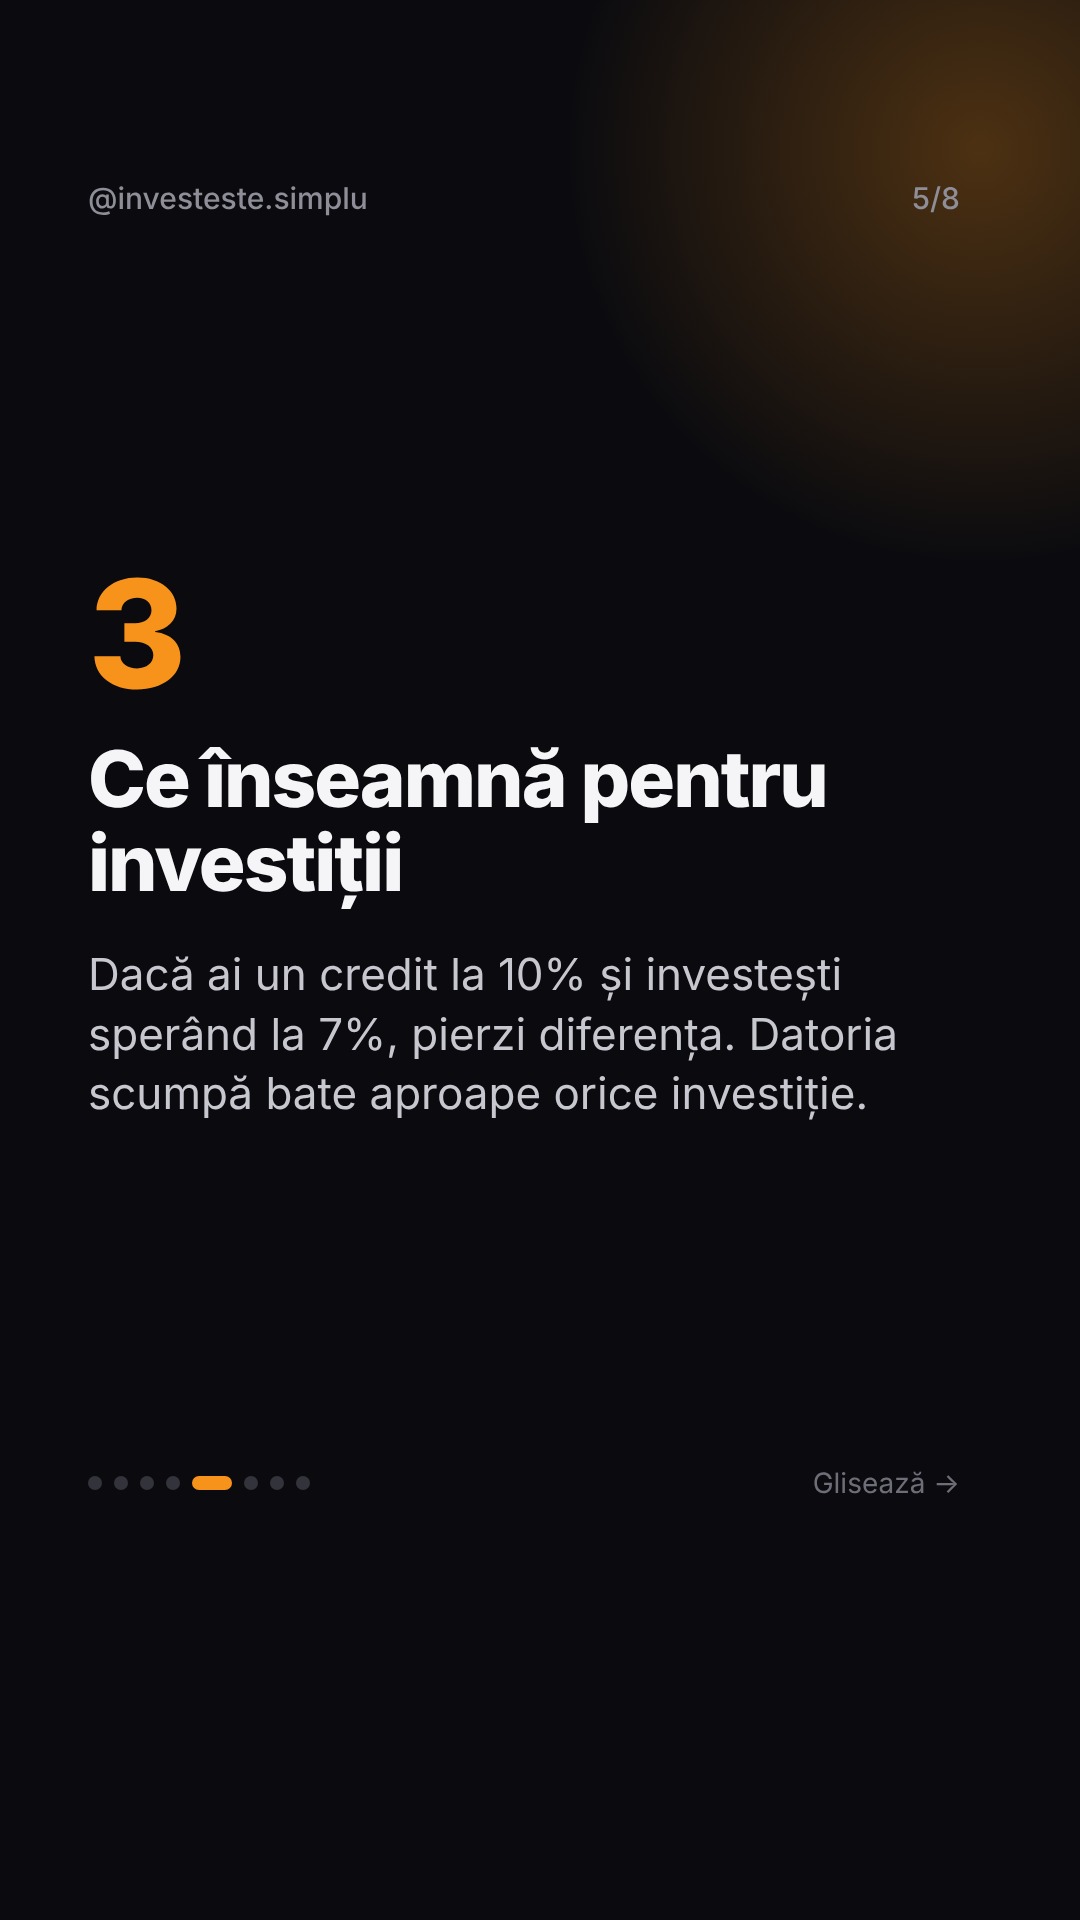 @investeste.simplu
5/8
3
Ce înseamnă pentru
investiții
Dacă ai un credit la 10% și investești
sperând la 7%, pierzi diferența. Datoria
scumpă bate aproape orice investiție.
Glisează →